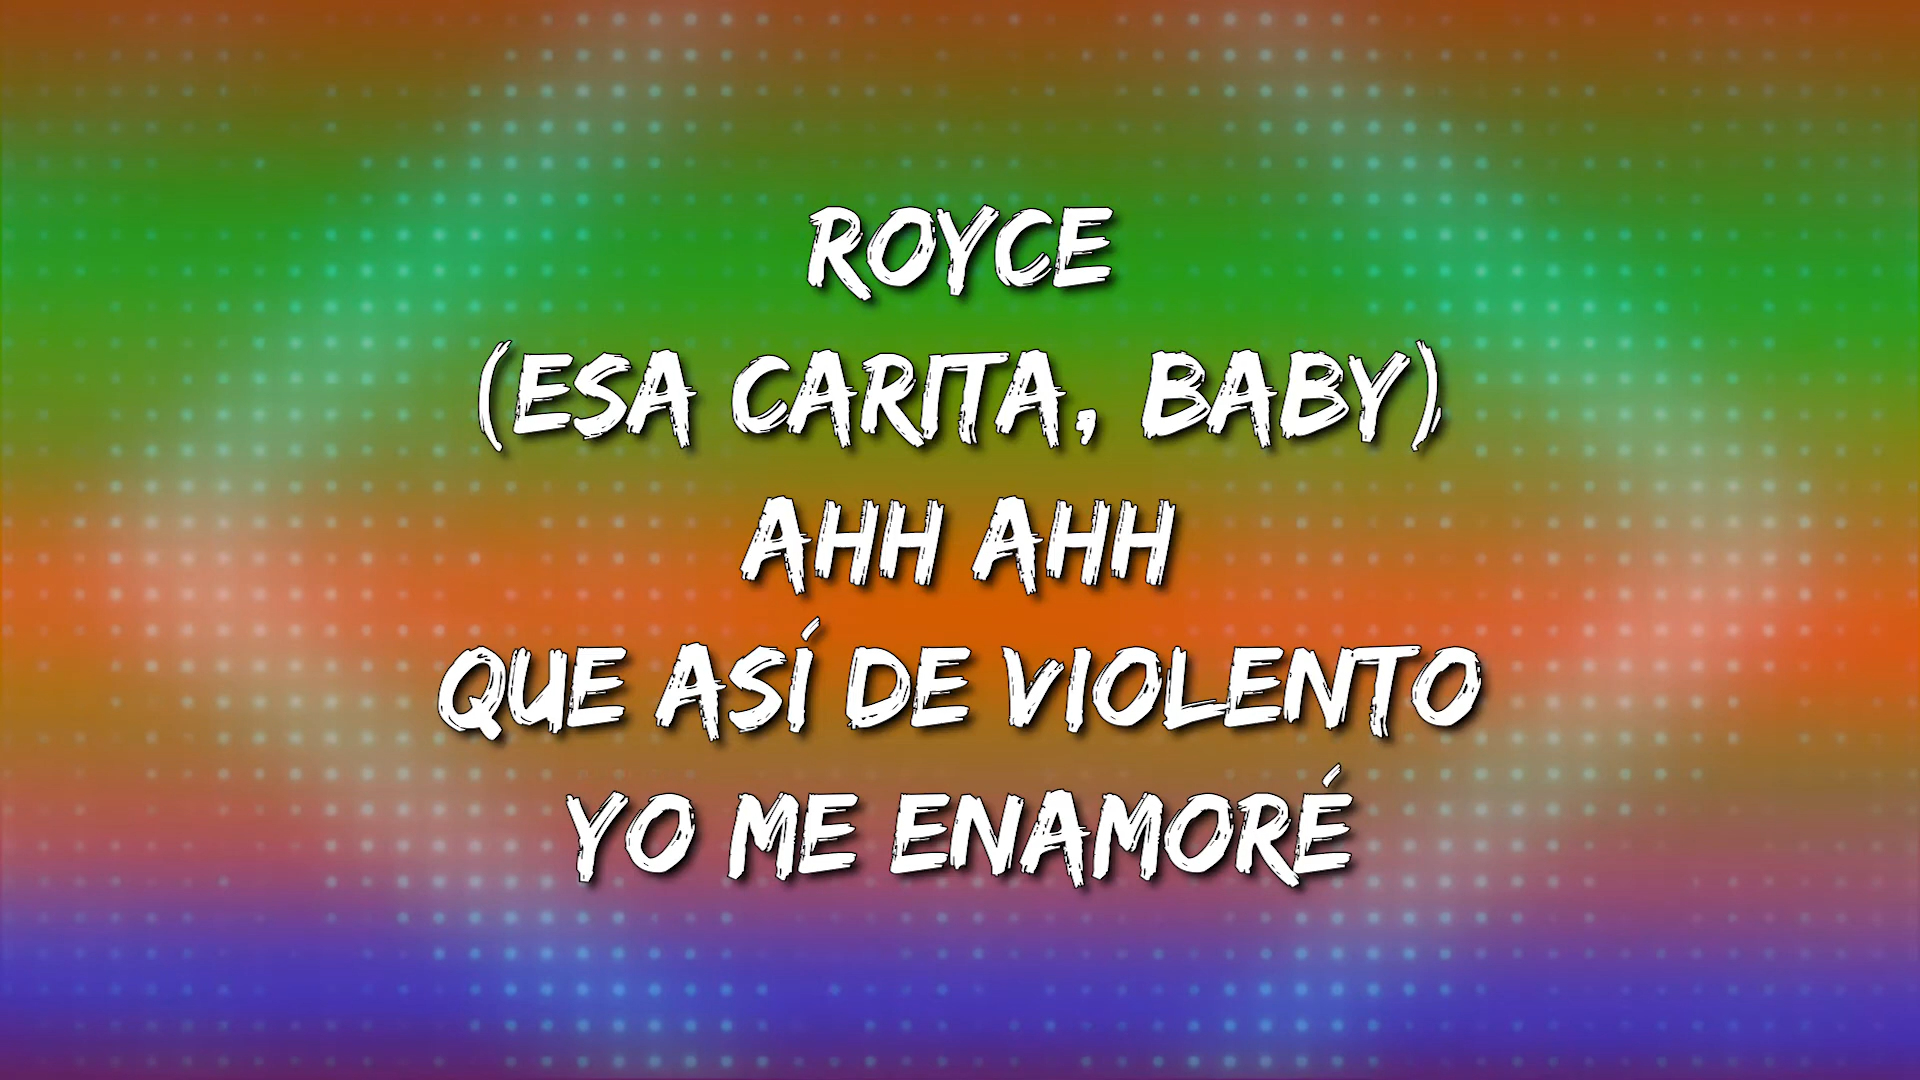 ROYCE
(ESA CARITA, BABY)
AHH AHH
QUE ASÍ DE VIOLENTO
YO ME ENAMORÉ